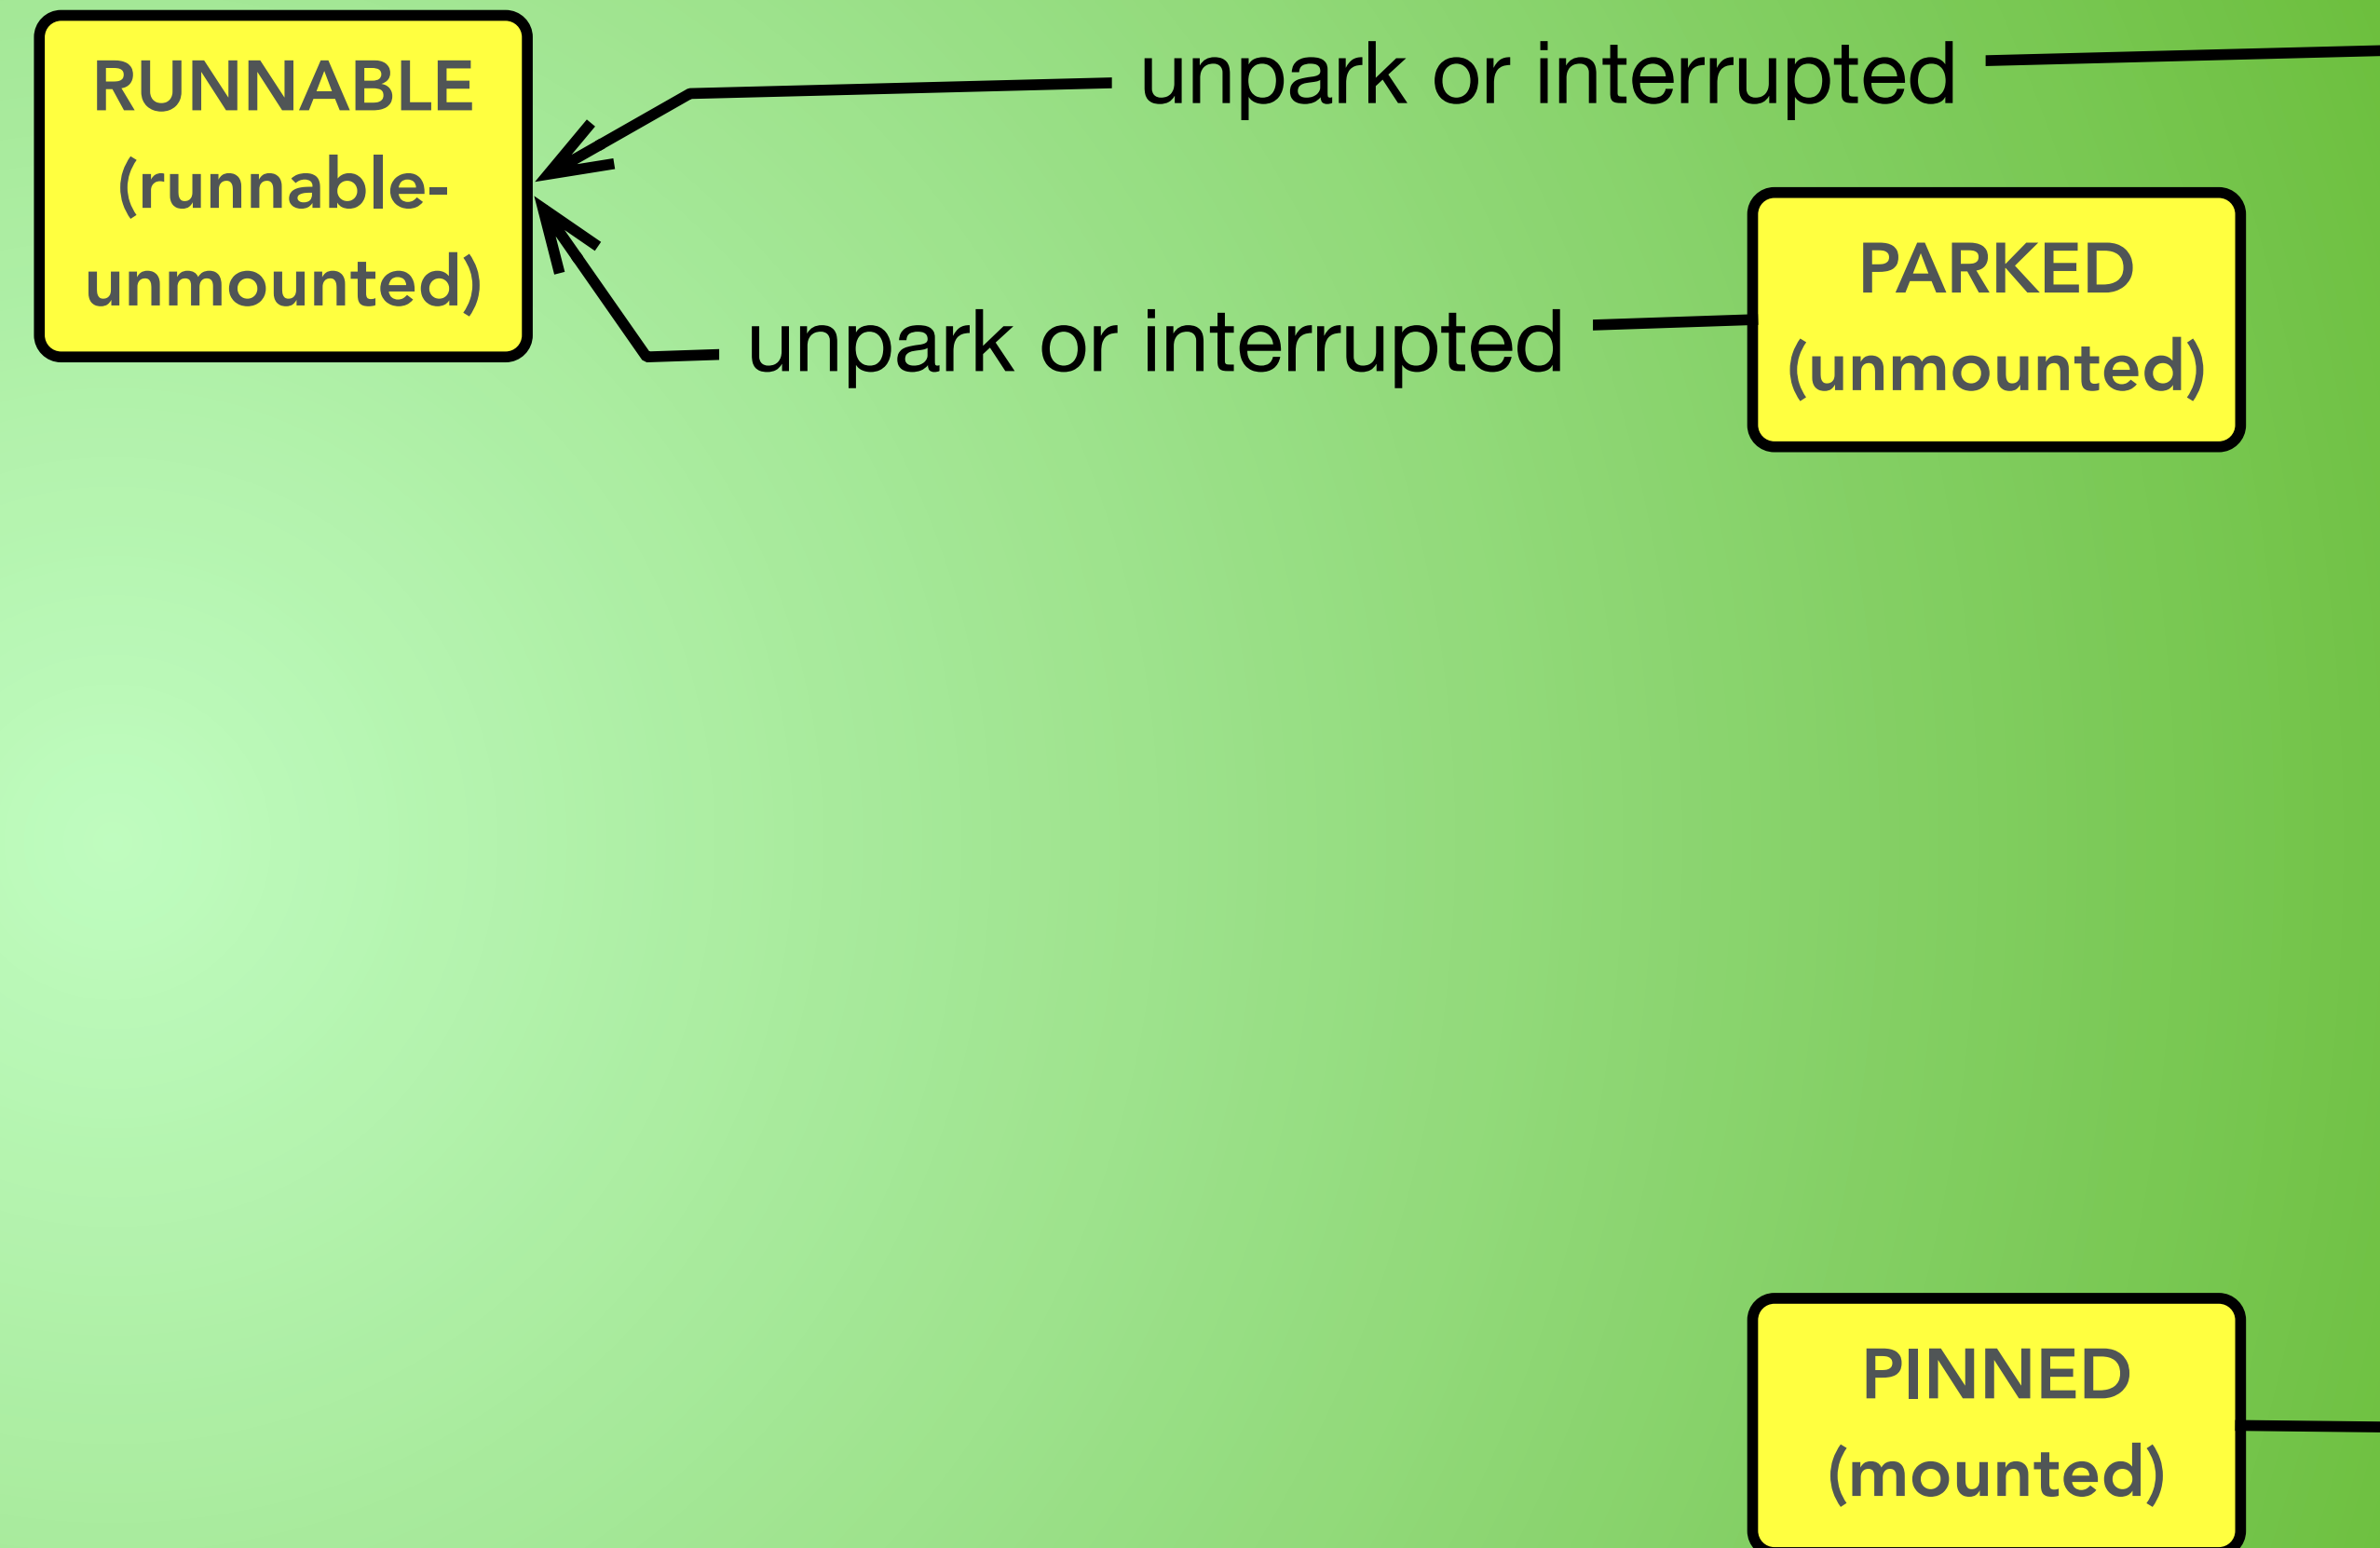 RUNNABLE
(runnable-
unmounted)
unpark or interrupted
PARKED
(unmounted)
unpark or interrupted
PINNED
(mounted)